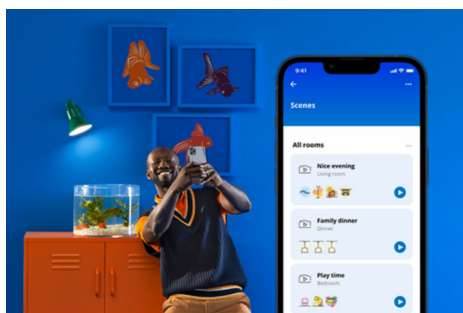 9:41
Scenes
All rooms
Nice evening
Living room
Family dinner
Dinner
Play time
Bedroom